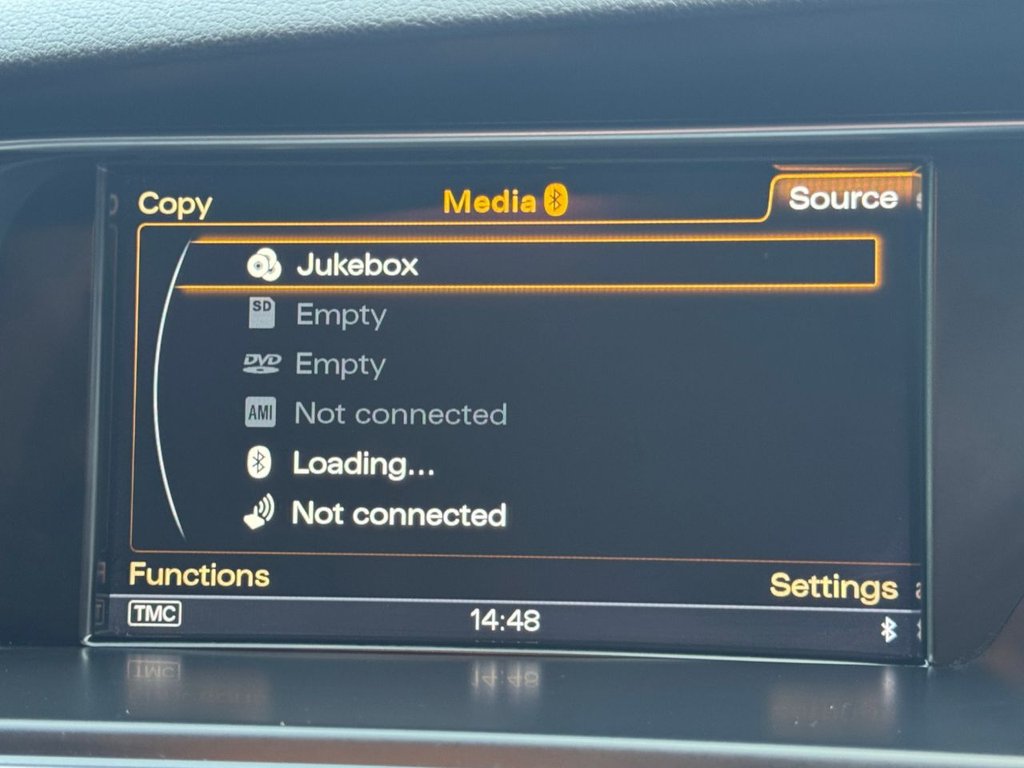 Copy Media Source
Jukebox
SD Empty
DVD Empty
AMI Not connected
Loading...
Not connected
Functions Settings
TMC 14:48